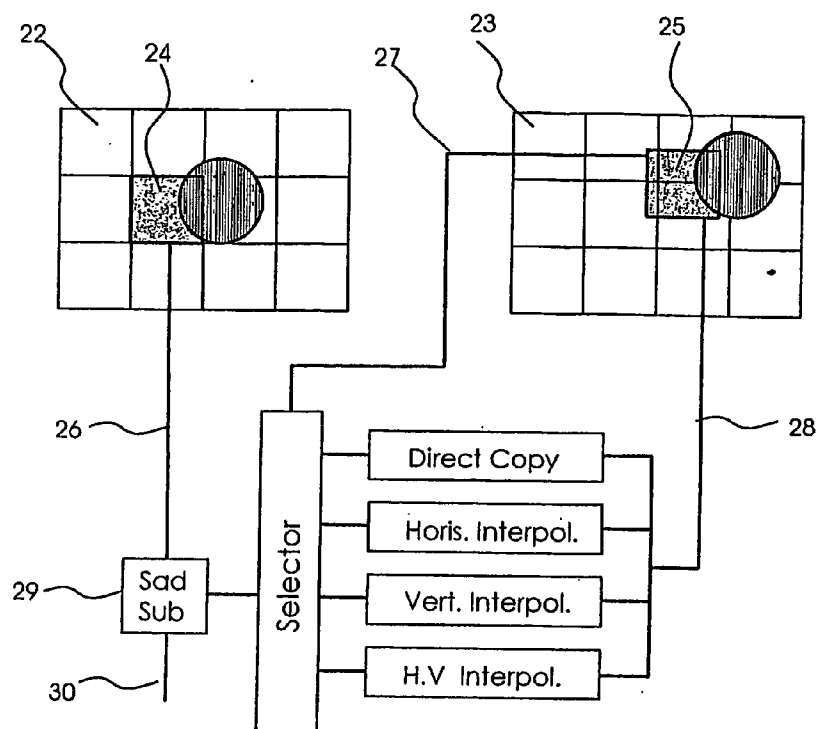 22
24
27
23
25
26
28
Direct Copy
Horis. Interpol.
Vert. Interpol.
H.V Interpol.
Selector
29
Sad
Sub
30